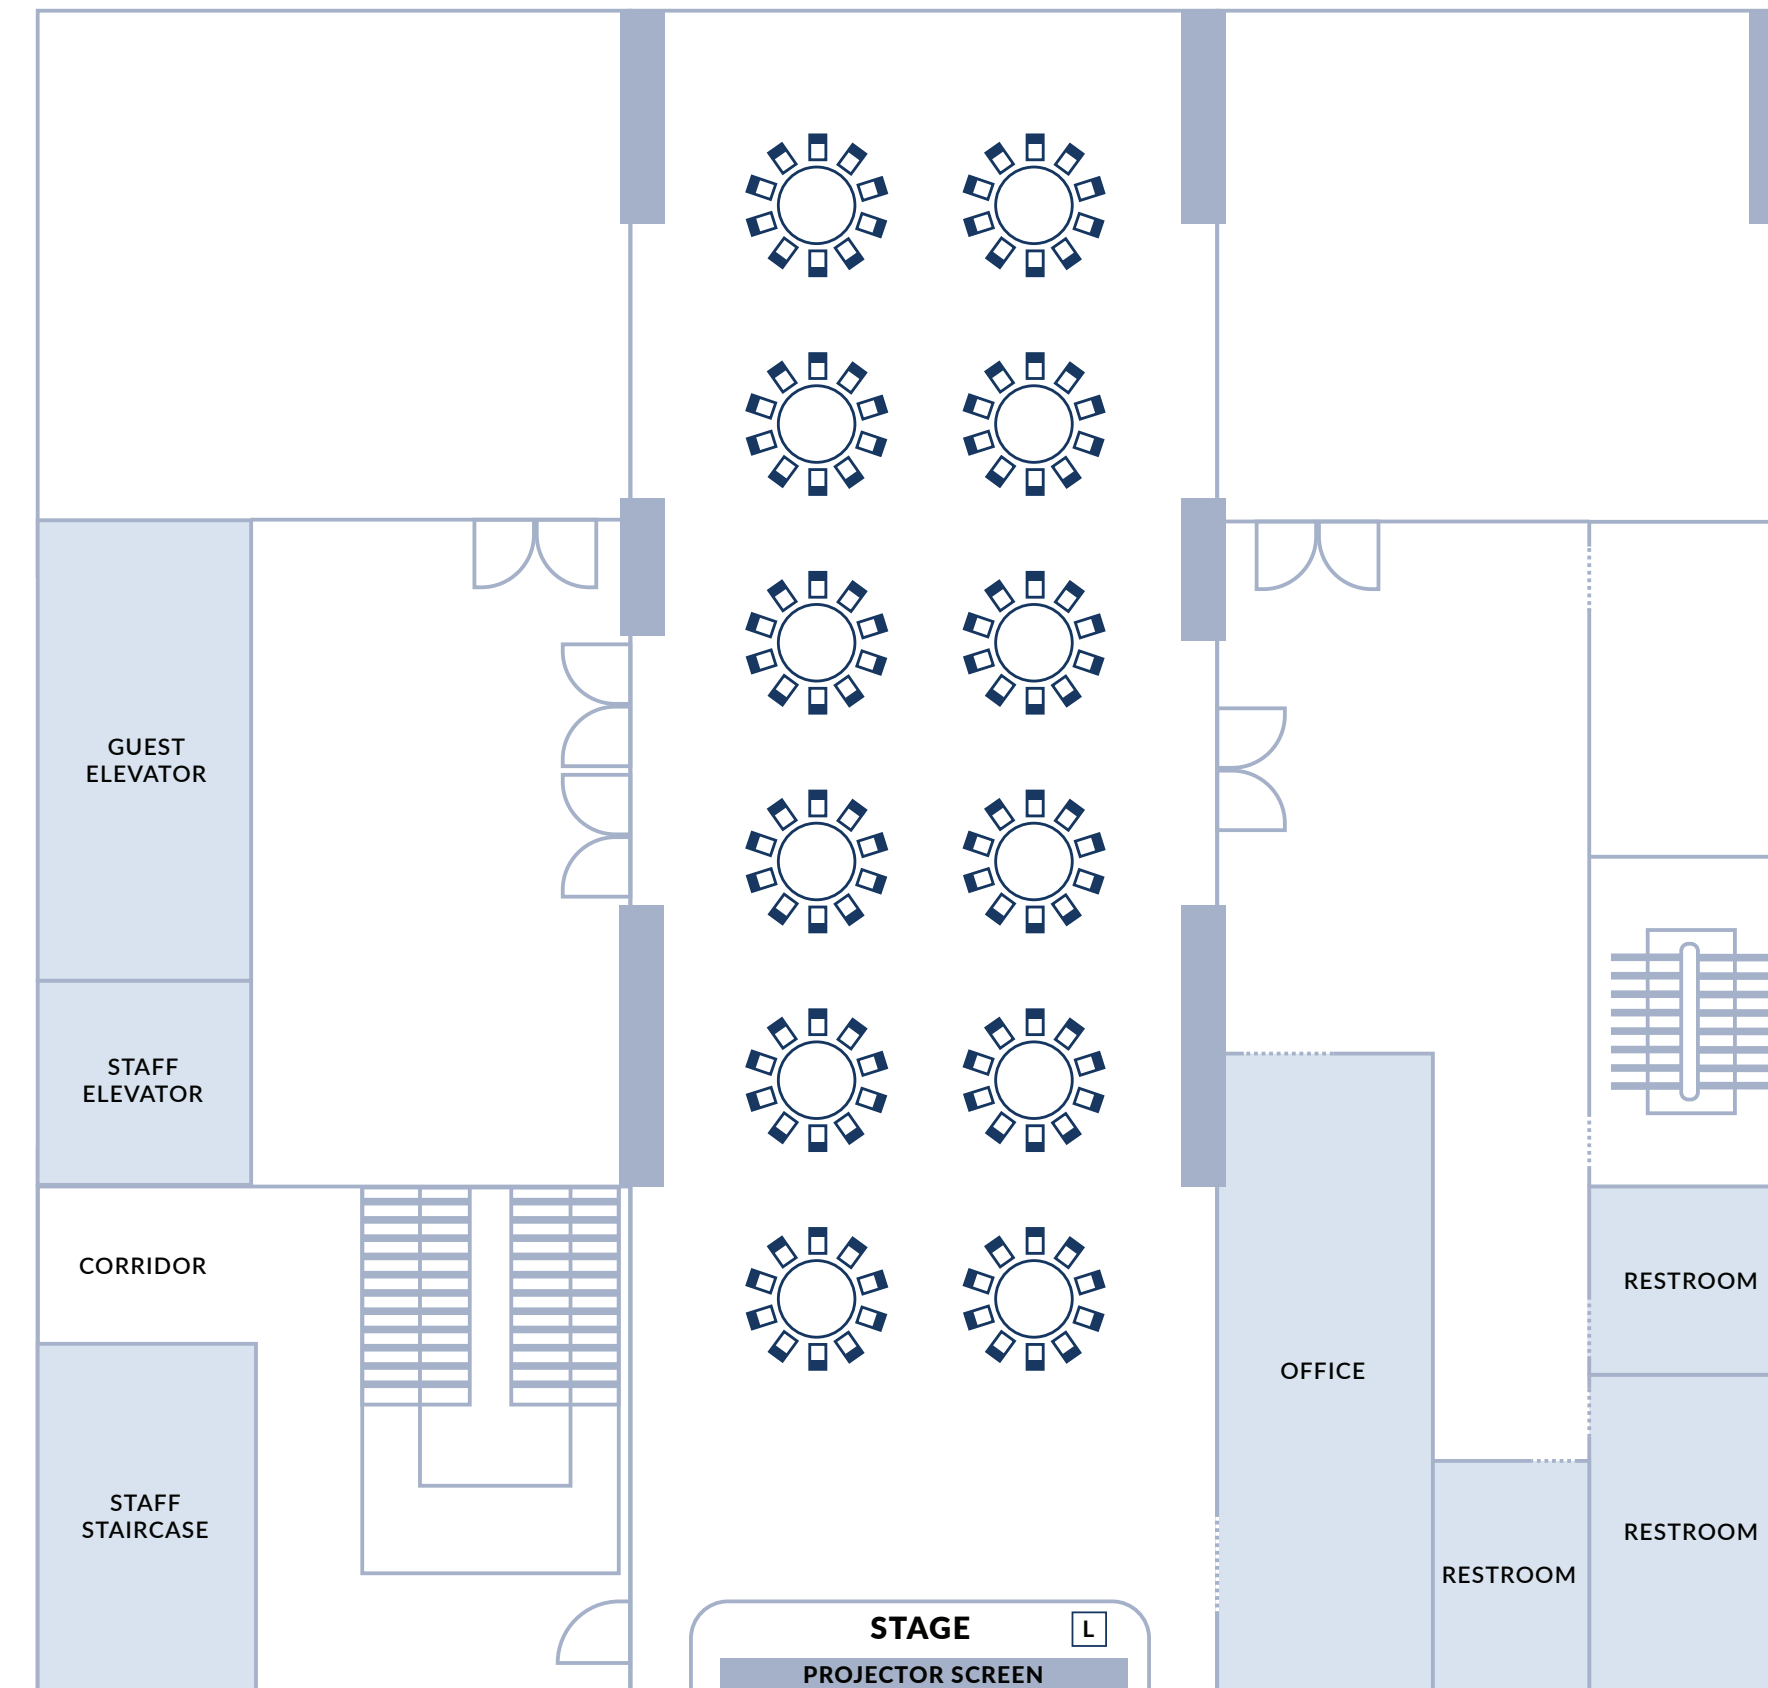 GUEST
ELEVATOR
STAFF
ELEVATOR
CORRIDOR
RESTROOM
OFFICE
STAFF
STAIRCASE
RESTROOM
RESTROOM
STAGE
L
PROJECTOR SCREEN